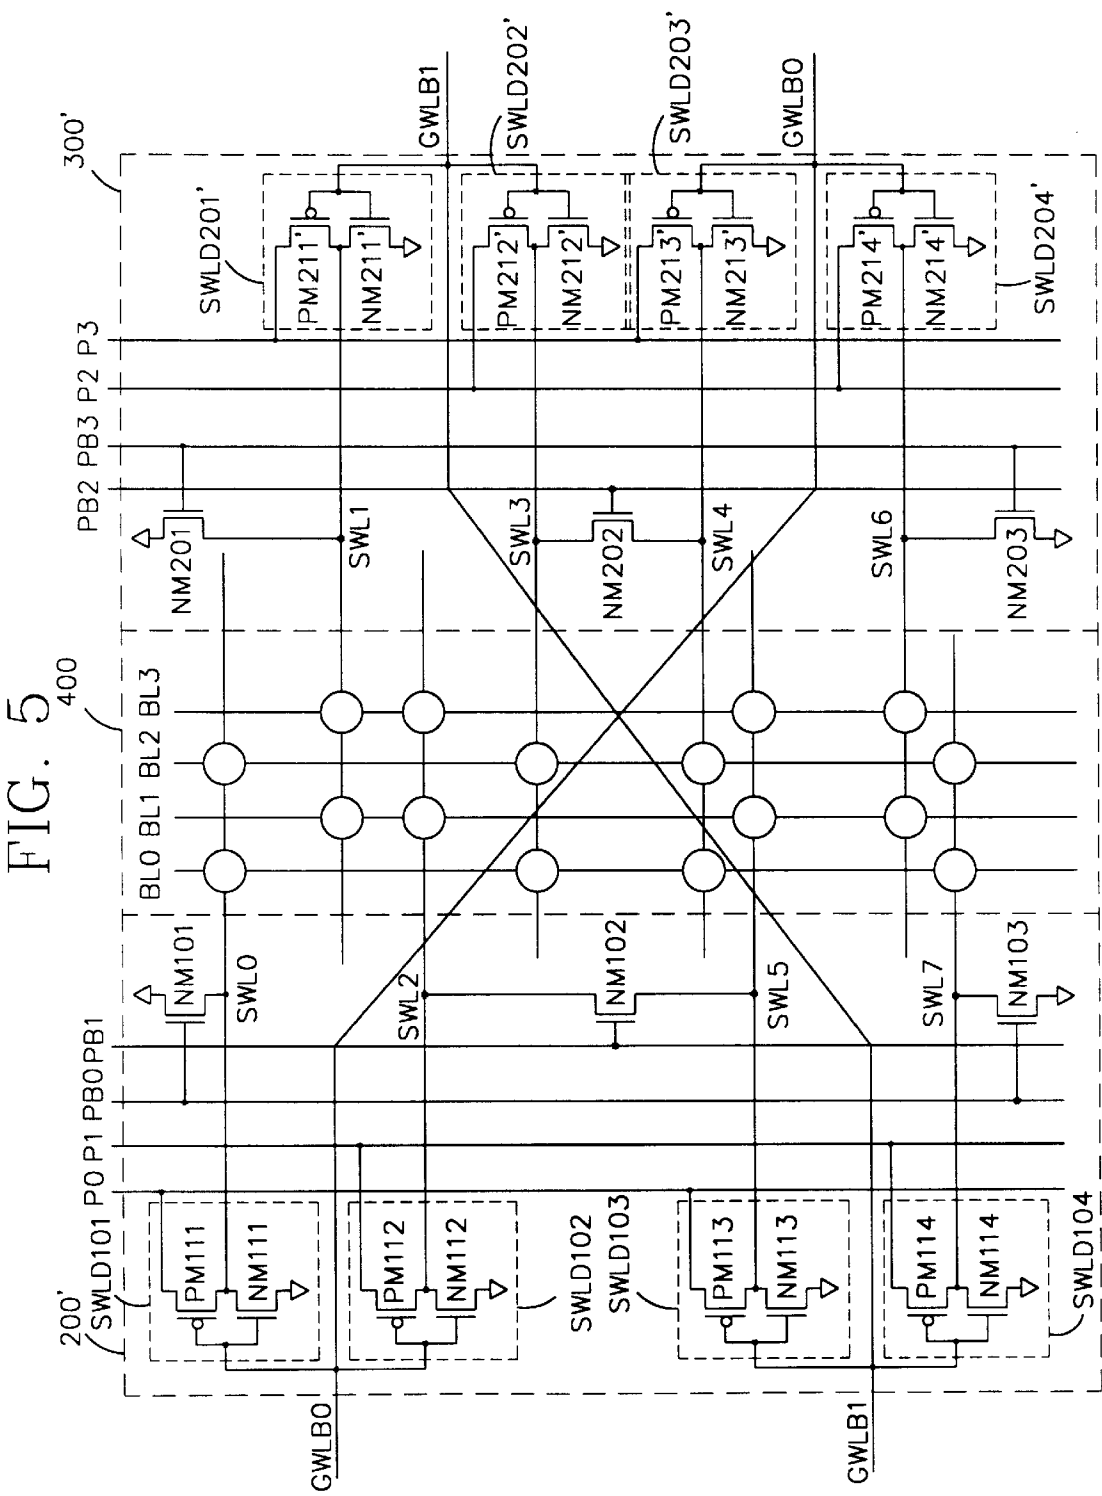 FIG. 5
300'
400
200'
SWLD201'
PM211'
NM211'
GWLB1
SWLD202'
PM212'
NM212'
SWLD203'
PM213'
NM213'
GWLB0
SWLD204'
PM214'
NM214'
P3
P2
PB3
PB2
NM201
SWL1
SWL3
NM202
SWL4
SWL6
NM203
BL3
BL2
BL1
BL0
NM101
SWL0
SWL2
NM102
SWL5
SWL7
NM103
PB1
PB0
P1
P0
SWLD101
PM111
NM111
PM112
NM112
SWLD102
SWLD103
PM113
NM113
PM114
NM114
SWLD104
GWLB0
GWLB1